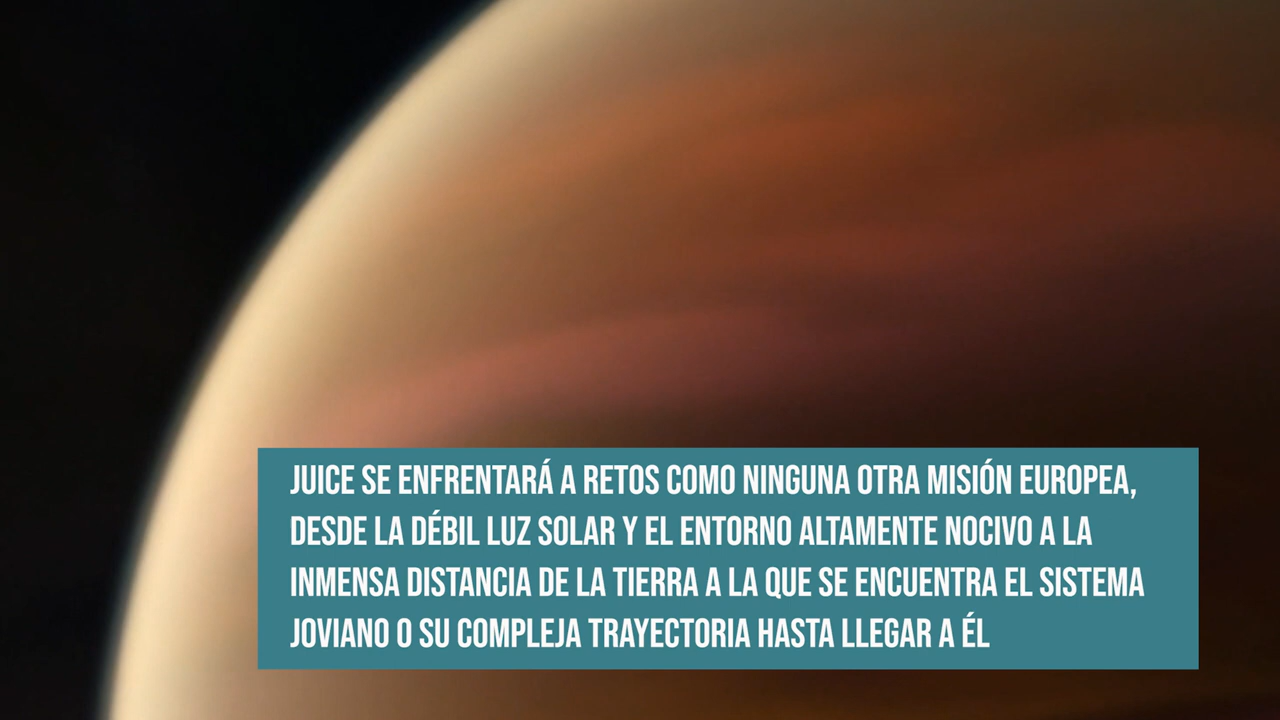 JUICE SE ENFRENTARÁ A RETOS COMO NINGUNA OTRA MISIÓN EUROPEA,
DESDE LA DÉBIL LUZ SOLAR Y EL ENTORNO ALTAMENTE NOCIVO A LA
INMENSA DISTANCIA DE LA TIERRA A LA QUE SE ENCUENTRA EL SISTEMA
JOVIANO O SU COMPLEJA TRAYECTORIA HASTA LLEGAR A ÉL